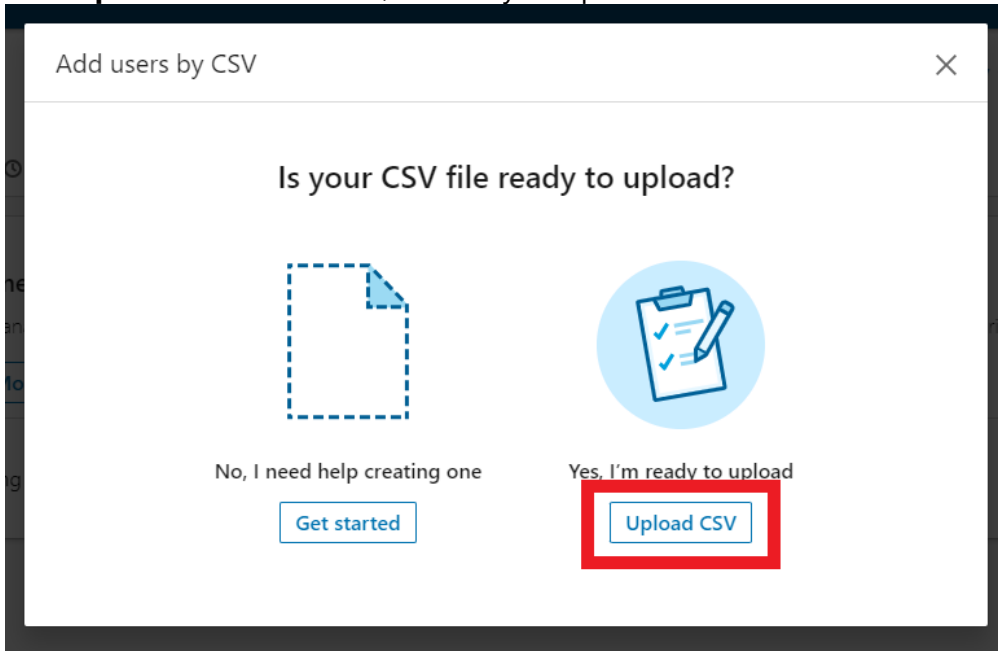 Add users by CSV
Is your CSV file ready to upload?
No, I need help creating one
Yes, I'm ready to upload
Get started
Upload CSV